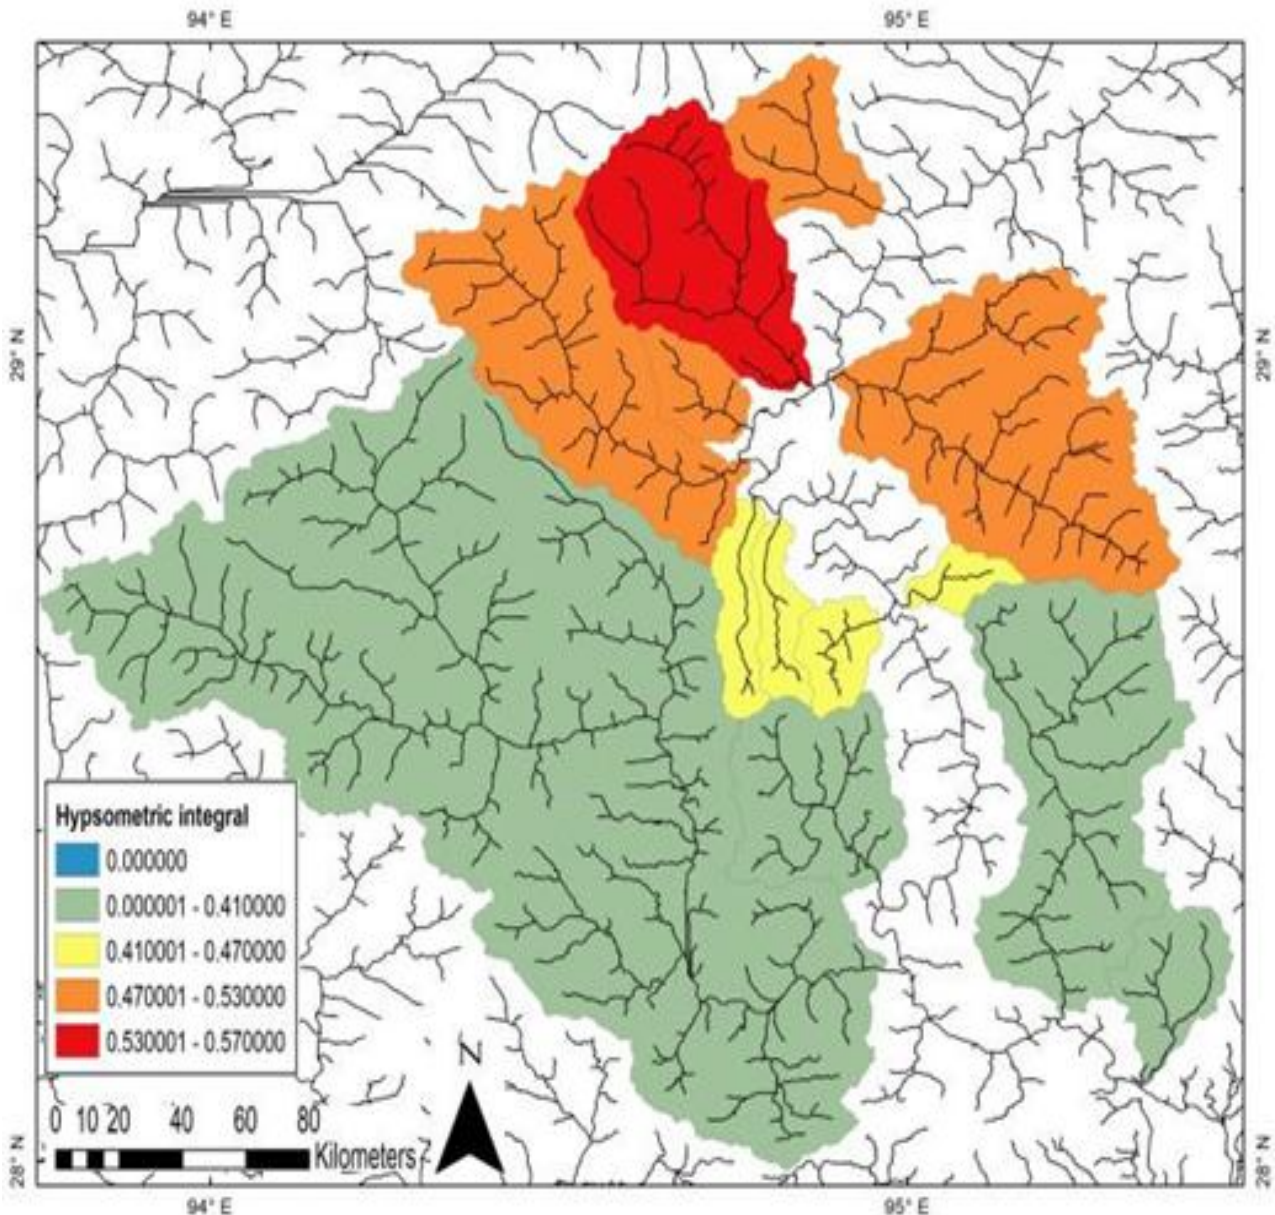 94° E 95° E
29° N 29° N
Hypsometric integral
0.000000
0.000001 - 0.410000
0.410001 - 0.470000
0.470001 - 0.530000
0.530001 - 0.570000
N
0 10 20 40 60 80
Kilometers
28° N 28° N
94° E 95° E